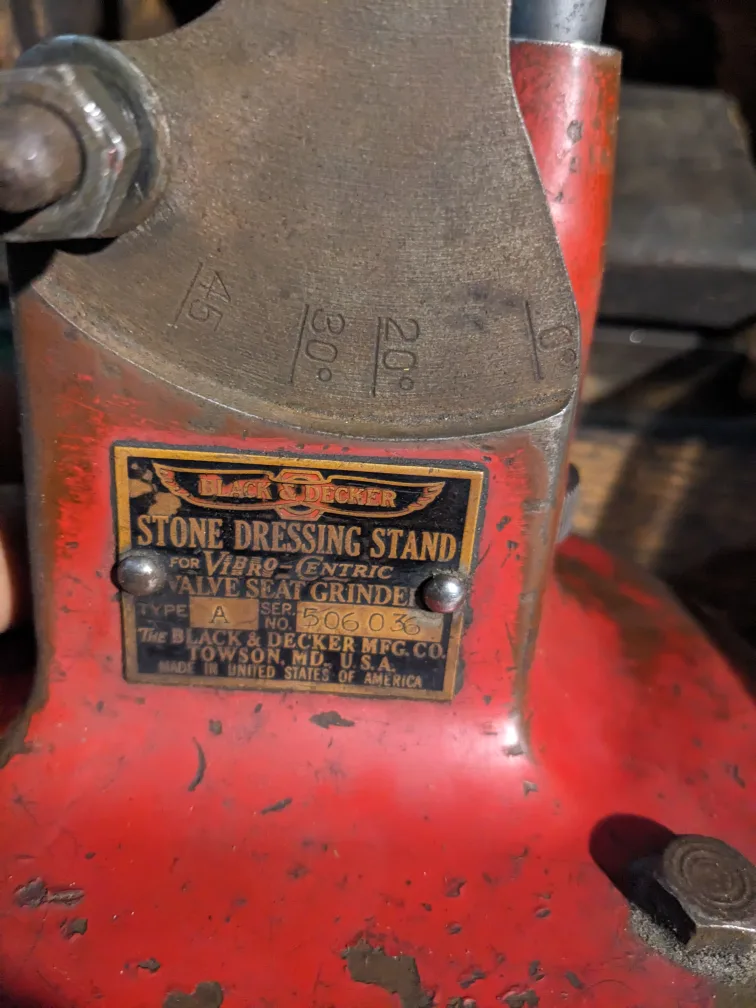 45
30°
20°
6°
BLACK & DECKER
STONE DRESSING STAND
FOR VIBRO-CENTRIC
VALVE SEAT GRINDER
TYPE A SER. NO. 506036
THE BLACK & DECKER MFG. CO.
TOWSON, MD., U.S.A.
MADE IN UNITED STATES OF AMERICA